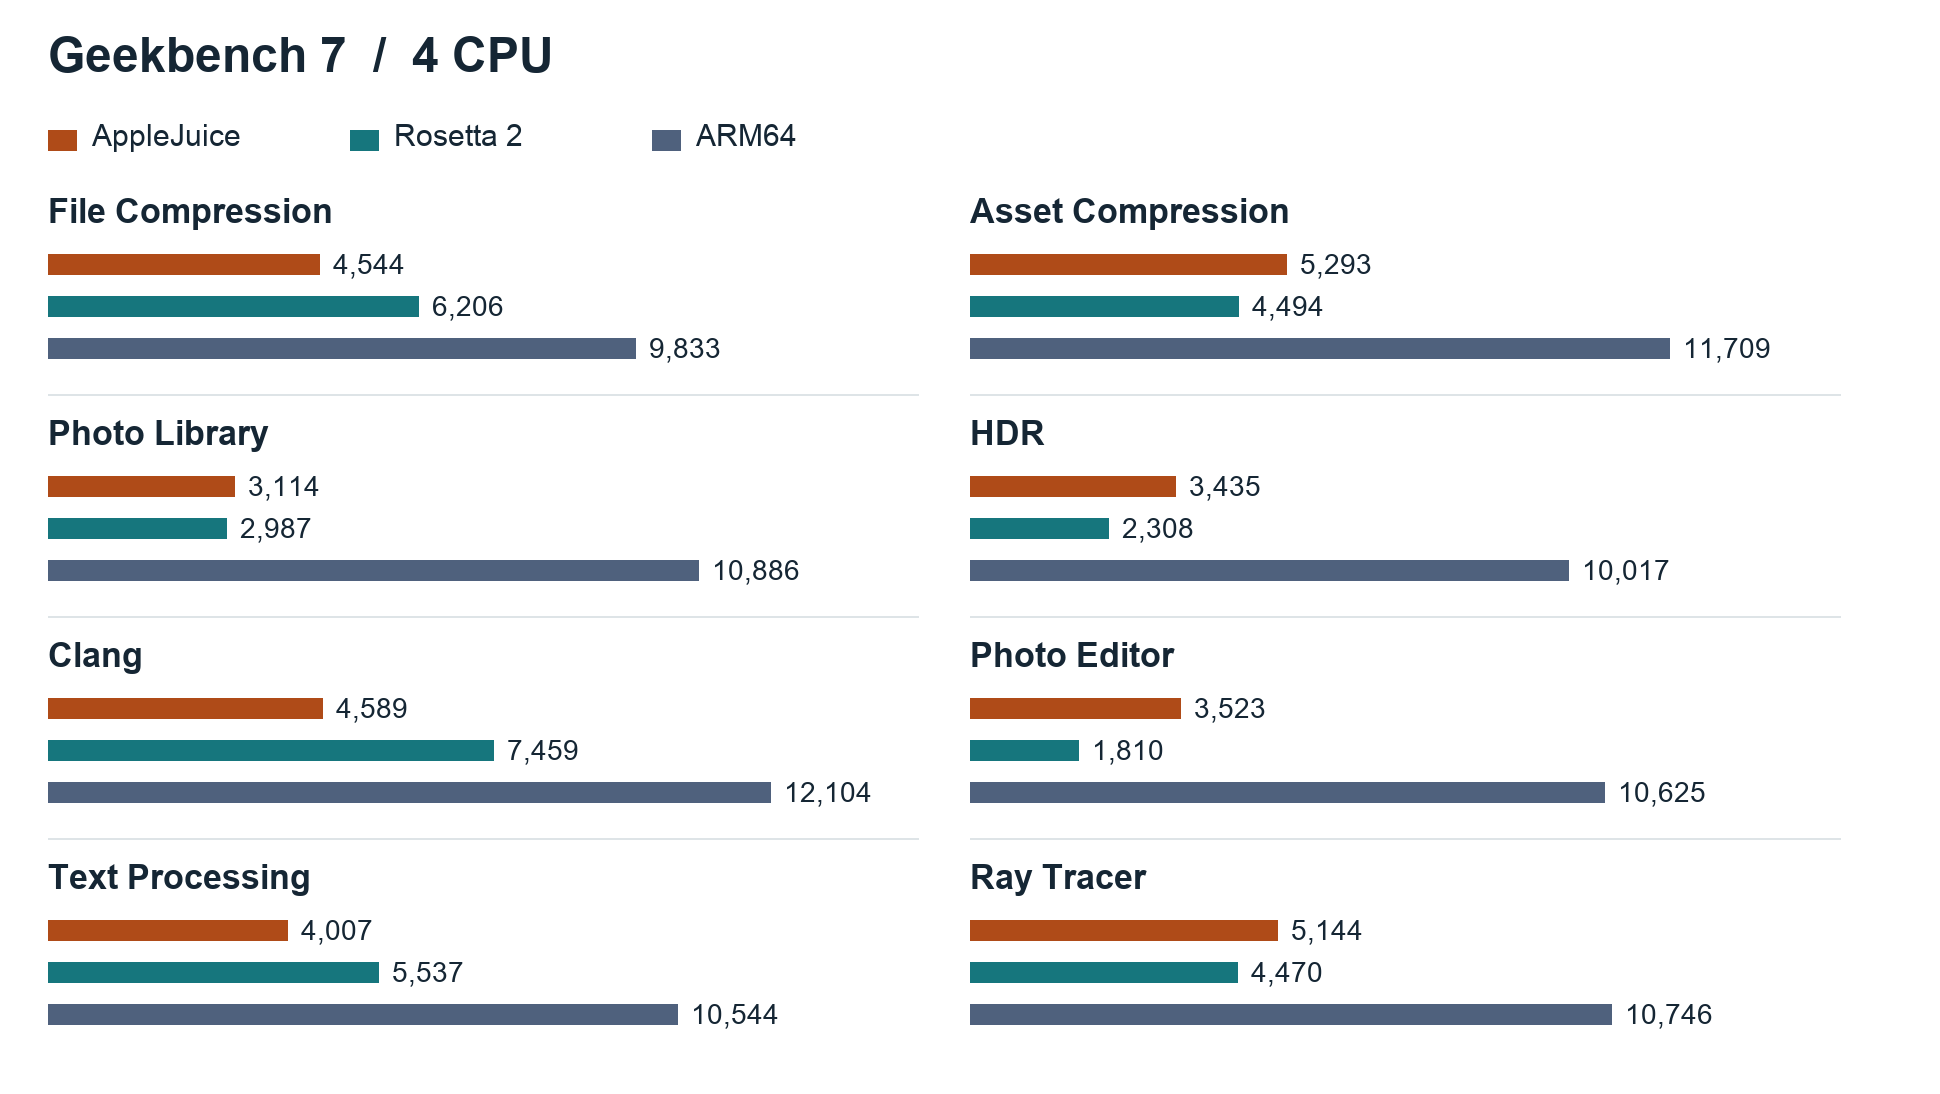 Geekbench 7 / 4 CPU
AppleJuice Rosetta 2 ARM64
File Compression
4,544
6,206
9,833
Asset Compression
5,293
4,494
11,709
Photo Library
3,114
2,987
10,886
HDR
3,435
2,308
10,017
Clang
4,589
7,459
12,104
Photo Editor
3,523
1,810
10,625
Text Processing
4,007
5,537
10,544
Ray Tracer
5,144
4,470
10,746